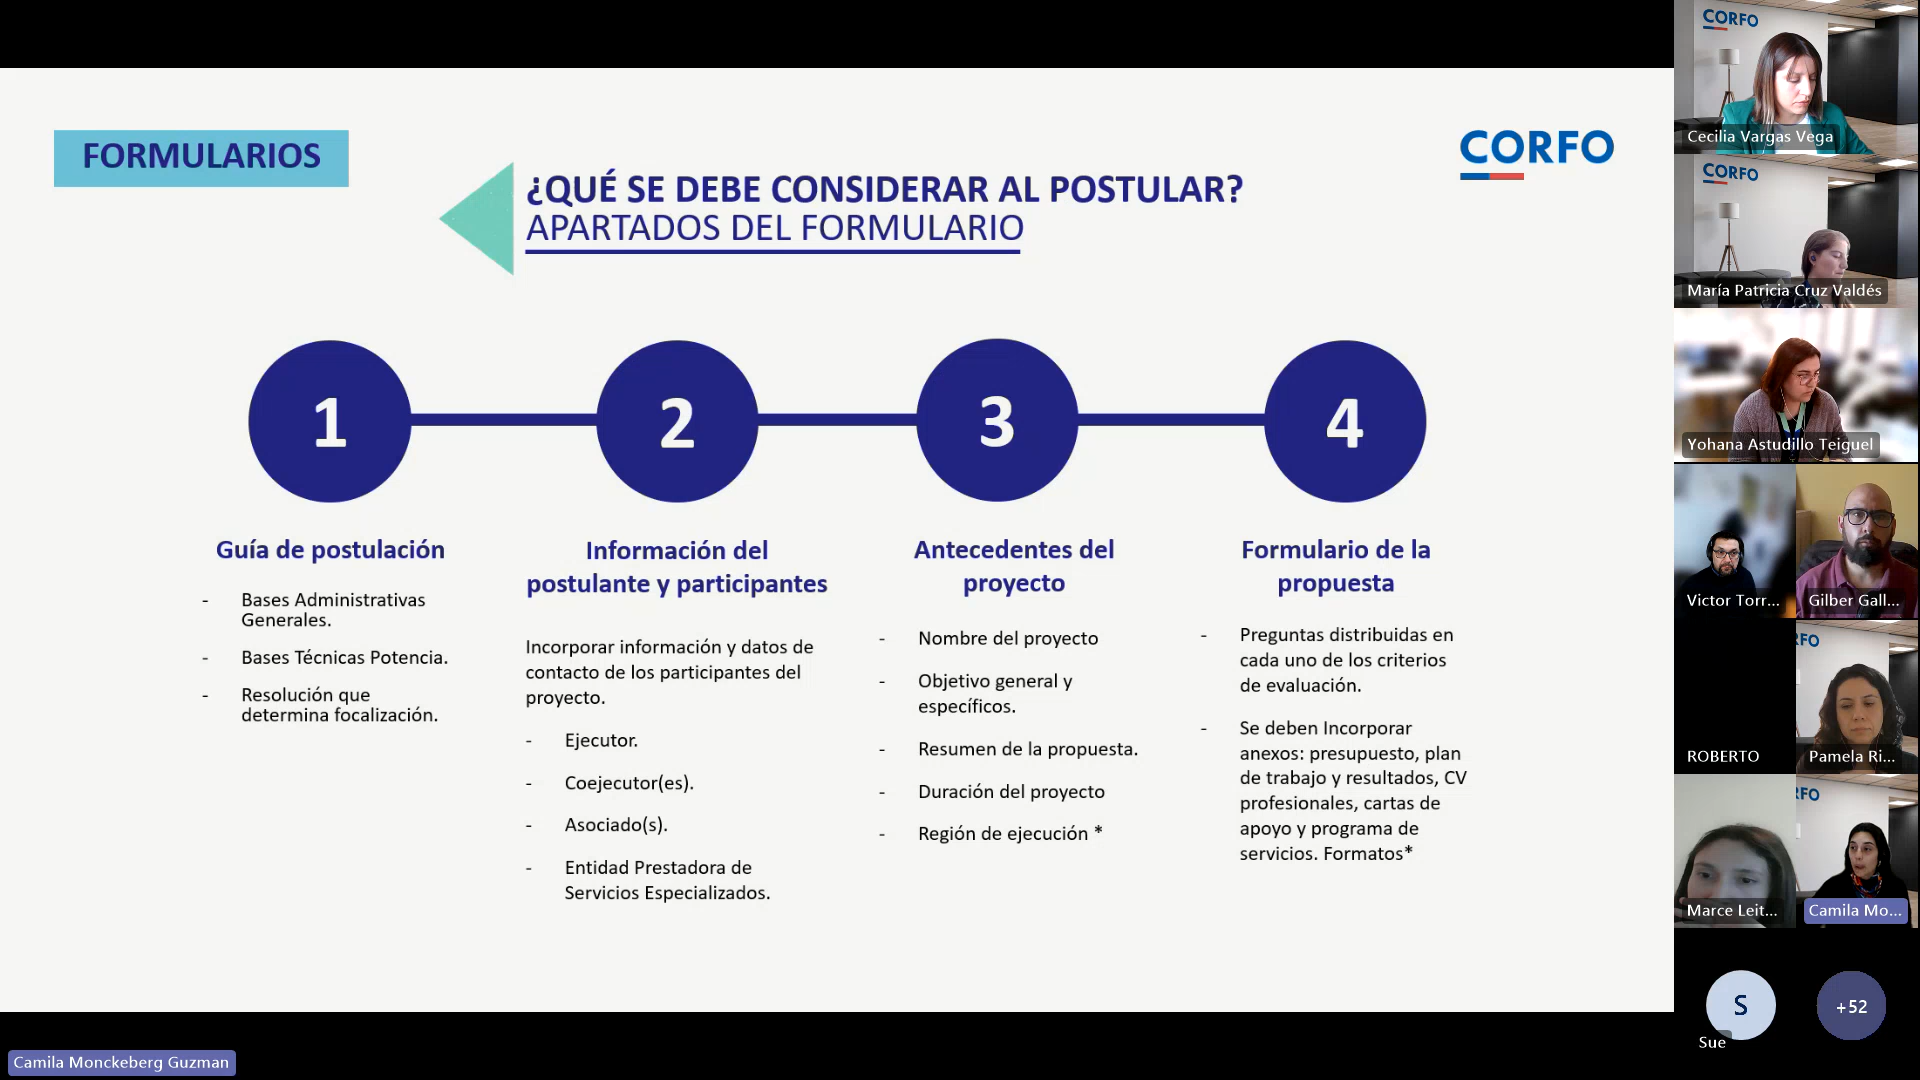 FORMULARIOS
CORFO
¿QUÉ SE DEBE CONSIDERAR AL POSTULAR?
APARTADOS DEL FORMULARIO
1
2
3
4
Guía de postulación
- Bases Administrativas
Generales.
- Bases Técnicas Potencia.
- Resolución que
determina focalización.
Información del
postulante y participantes
Incorporar información y datos de
contacto de los participantes del
proyecto.
- Ejecutor.
- Coejecutor(es).
- Asociado(s).
- Entidad Prestadora de
Servicios Especializados.
Antecedentes del
proyecto
- Nombre del proyecto
- Objetivo general y
específicos.
- Resumen de la propuesta.
- Duración del proyecto
- Región de ejecución *
Formulario de la
propuesta
- Preguntas distribuidas en
cada uno de los criterios
de evaluación.
- Se deben Incorporar
anexos: presupuesto, plan
de trabajo y resultados, CV
profesionales, cartas de
apoyo y programa de
servicios. Formatos*
CORFO
Cecilia Vargas Vega
CORFO
María Patricia Cruz Valdés
Yohana Astudillo Teiguel
Victor Torr...
Gilber Gall...
ROBERTO
RFO
Pamela Ri...
Marce Leit...
RFO
Camila Mo...
S
Sue
+52
Camila Monckeberg Guzman